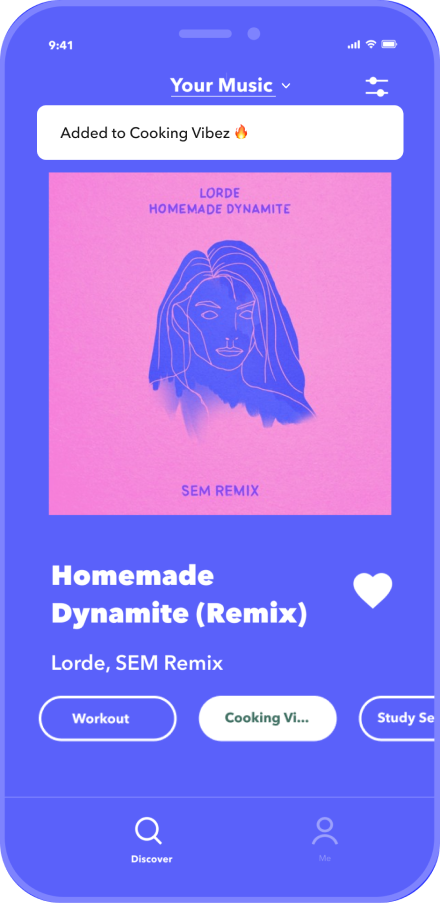 9:41
Your Music
Added to Cooking Vibez 🔥
LORDE
HOMEMADE DYNAMITE
SEM REMIX
Homemade
Dynamite (Remix)
Lorde, SEM Remix
Workout
Cooking Vi...
Study Se
Discover
Me